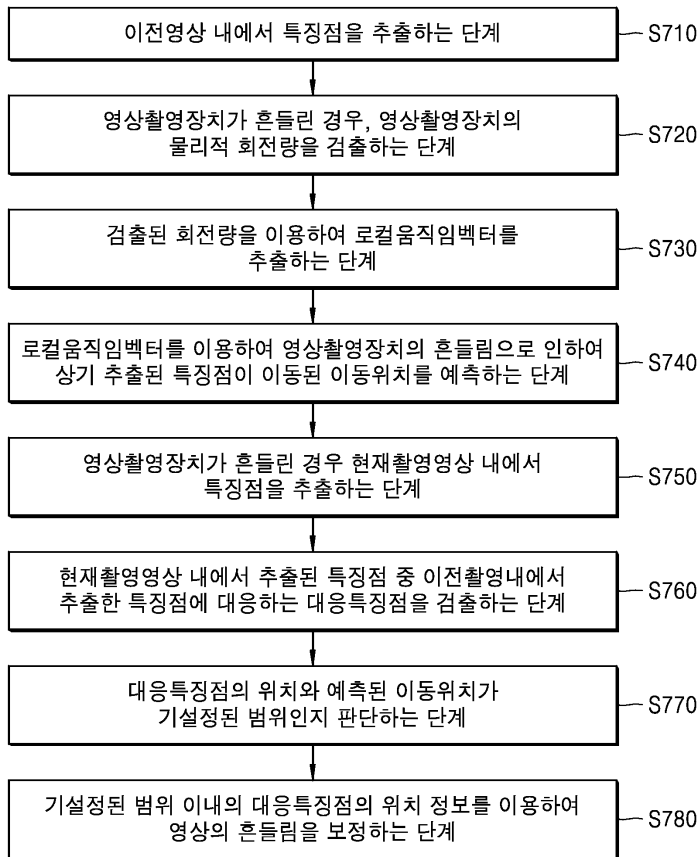 이전영상 내에서 특징점을 추출하는 단계
S710
영상촬영장치가 흔들린 경우, 영상촬영장치의
물리적 회전량을 검출하는 단계
S720
검출된 회전량을 이용하여 로컬움직임벡터를
추출하는 단계
S730
로컬움직임벡터를 이용하여 영상촬영장치의 흔들림으로 인하여
상기 추출된 특징점이 이동된 이동위치를 예측하는 단계
S740
영상촬영장치가 흔들린 경우 현재촬영영상 내에서
특징점을 추출하는 단계
S750
현재촬영영상 내에서 추출된 특징점 중 이전촬영내에서
추출한 특징점에 대응하는 대응특징점을 검출하는 단계
S760
대응특징점의 위치와 예측된 이동위치가
기설정된 범위인지 판단하는 단계
S770
기설정된 범위 이내의 대응특징점의 위치 정보를 이용하여
영상의 흔들림을 보정하는 단계
S780